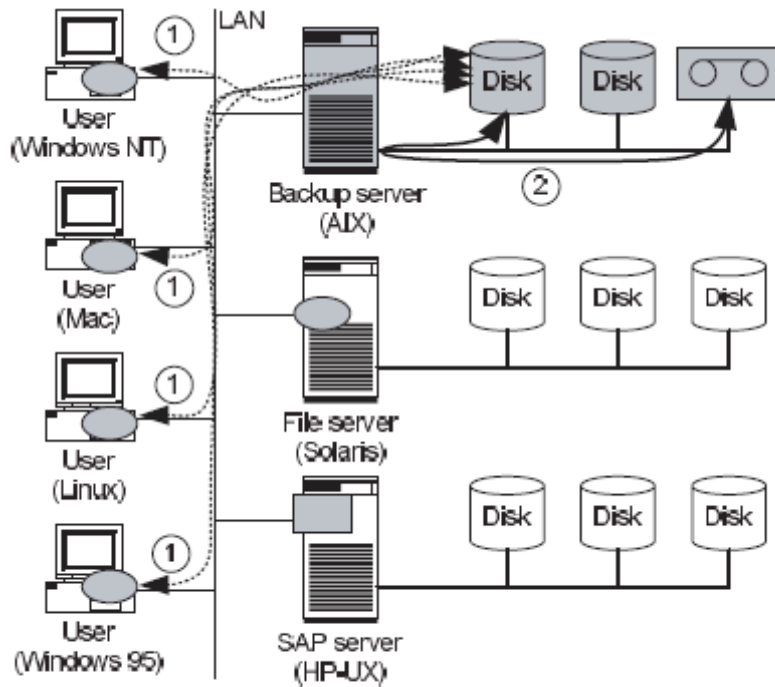 LAN
1
User
(Windows NT)
1
User
(Mac)
1
User
(Linux)
1
User
(Windows 95)
Disk
Disk
2
Backup server
(AIX)
Disk
Disk
Disk
File server
(Solaris)
Disk
Disk
Disk
SAP server
(HP-UX)